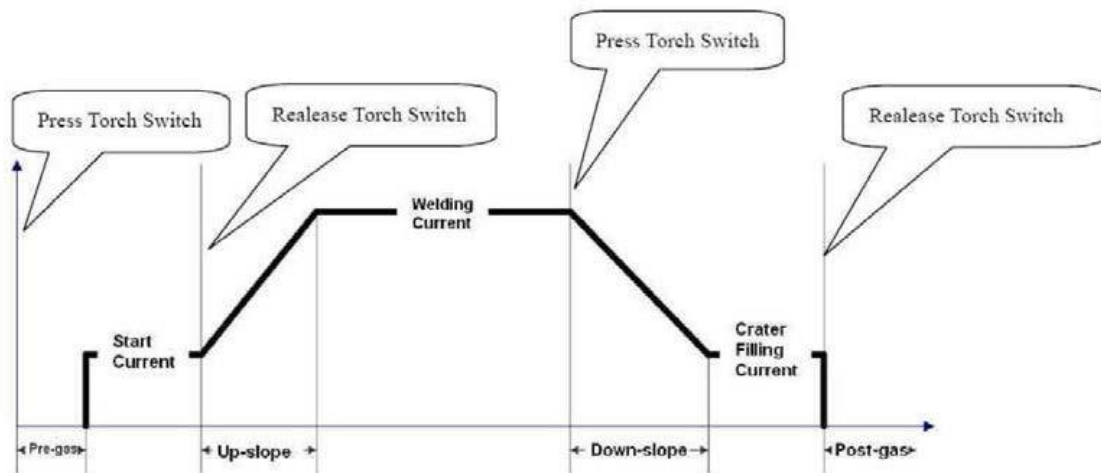 Press Torch Switch
Realease Torch Switch
Press Torch Switch
Realease Torch Switch
Welding
Current
Start
Current
Crater
Filling
Current
Pre-gas
Up-slope
Down-slope
Post-gas